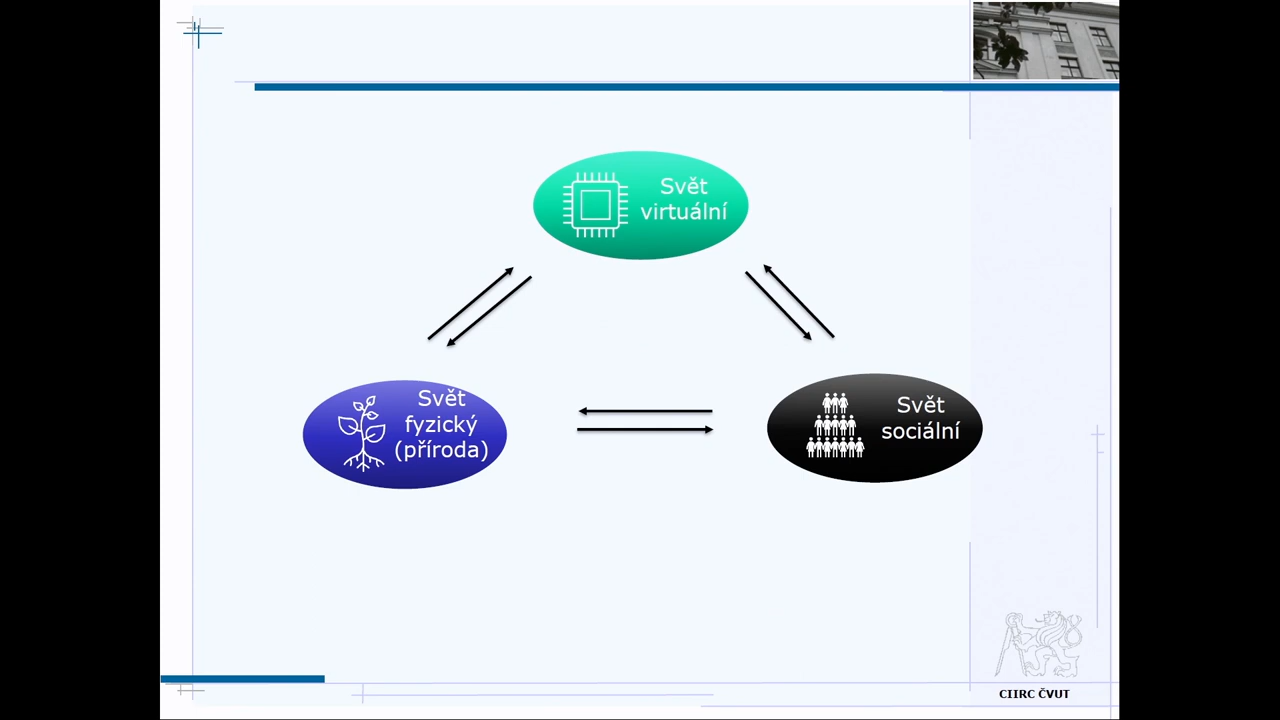 Svět
virtuální
Svět
fyzický
(příroda)
Svět
sociální
CIIRC ČVUT